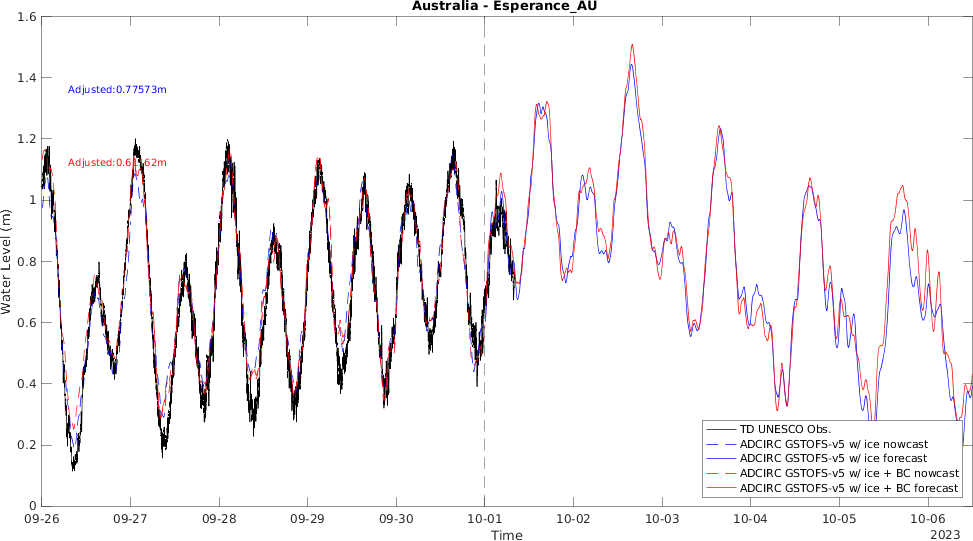 Australia - Esperance_AU
1.6
1.4
1.2
1
0.8
0.6
0.4
0.2
0
Water Level (m)
Adjusted:0.77573m
TD UNESCO Obs.
ADCIRC GSTOFS-v5 w/ ice nowcast
ADCIRC GSTOFS-v5 w/ ice forecast
ADCIRC GSTOFS-v5 w/ ice + BC nowcast
ADCIRC GSTOFS-v5 w/ ice + BC forecast
09-26 09-27 09-28 09-29 09-30 10-01 10-02 10-03 10-04 10-05 10-06
Time
2023